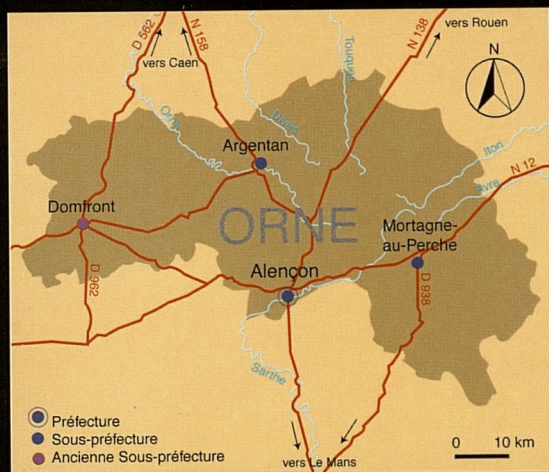 D 562
N 158
vers Caen
N 138
vers Rouen
Touques
N
Orne
Dives
Iton
Argentan
N 12
Avre
Domfront
ORNE
Mortagne-
au-Perche
Alençon
D 962
D 938
Sarthe
Préfecture
Sous-préfecture
Ancienne Sous-préfecture
vers Le Mans
0 10 km